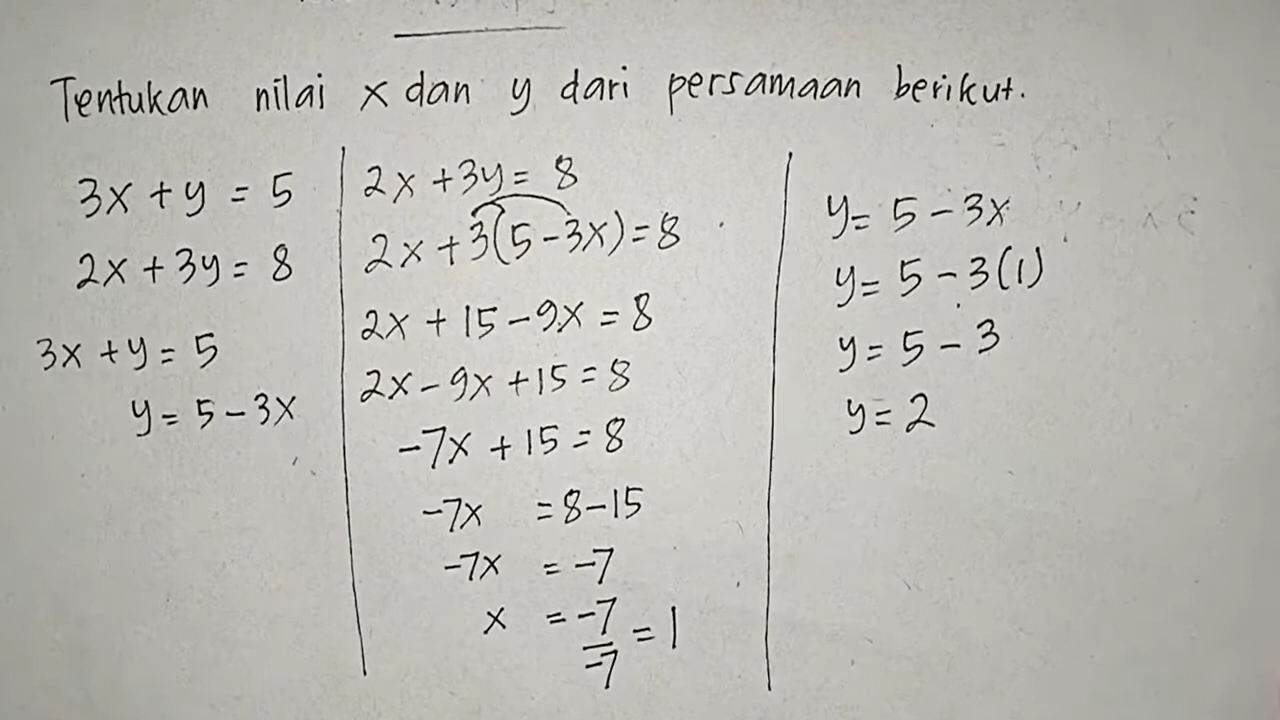 Tentukan nilai x dan y dari persamaan berikut.
3x + y = 5
2x + 3y = 8
3x + y = 5
y = 5 - 3x
2x + 3y = 8
2x + 3(5 - 3x) = 8
2x + 15 - 9x = 8
2x - 9x + 15 = 8
-7x + 15 = 8
-7x = 8 - 15
-7x = -7
x = -7/-7 = 1
y = 5 - 3x
y = 5 - 3(1)
y = 5 - 3
y = 2